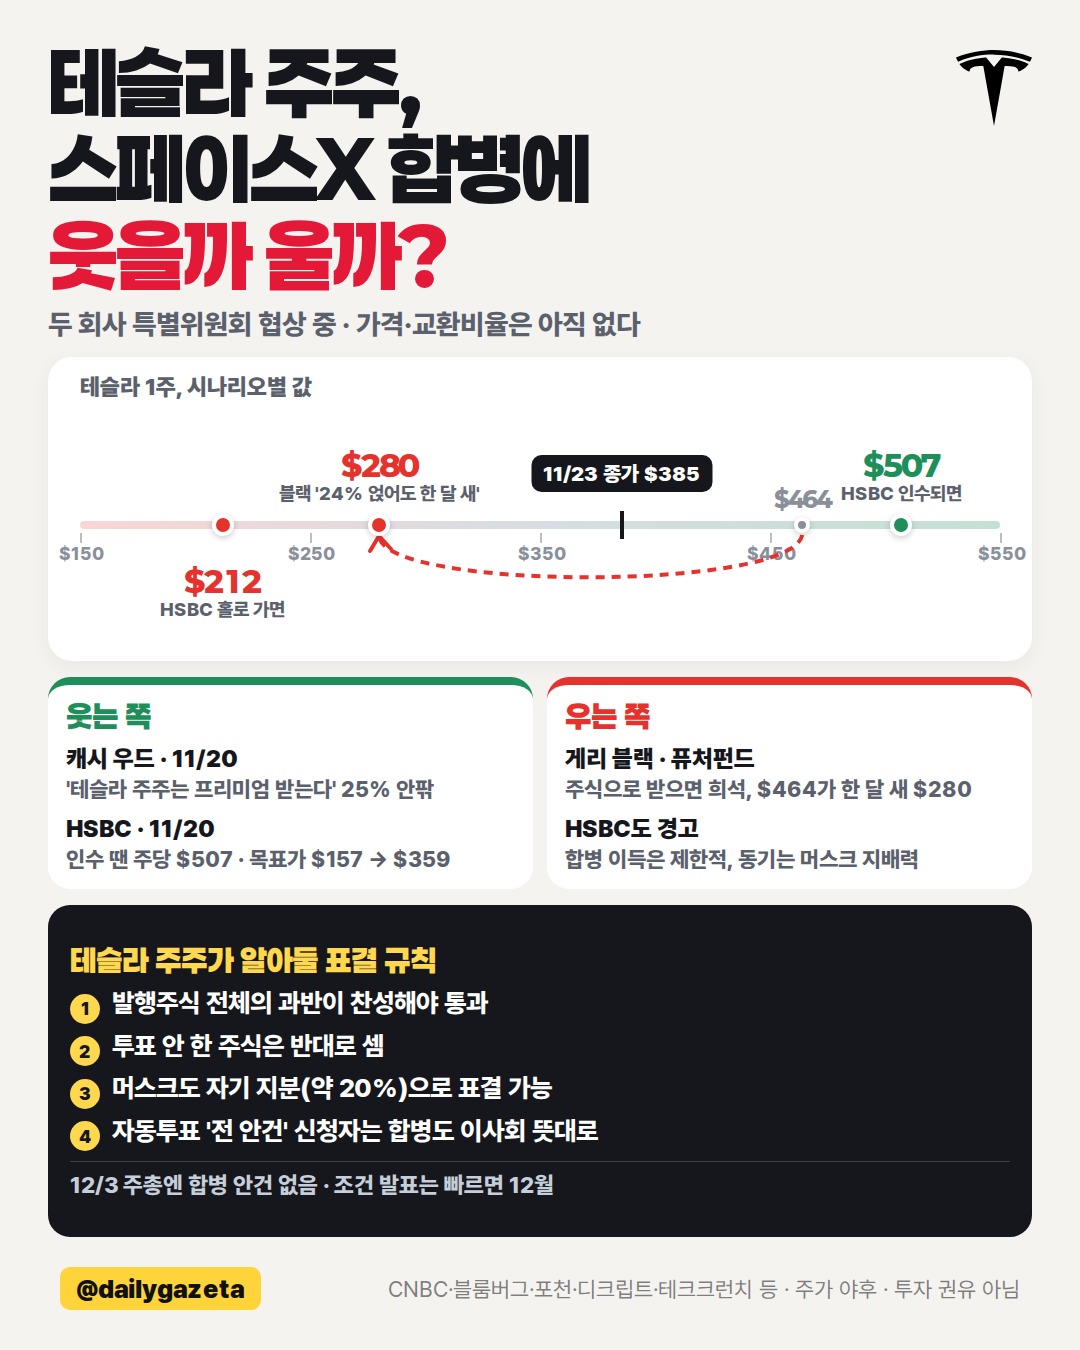 테슬라 주주,
스페이스X 합병에
웃을까 울까?
두 회사 특별위원회 협상 중 · 가격·교환비율은 아직 없다
테슬라 1주, 시나리오별 값
$280
블랙 '24% 얹어도 한 달 새'
11/23 종가 $385
$464
$507
HSBC 인수되면
$150
$250
$350
$450
$550
$212
HSBC 홀로 가면
웃는 쪽
캐시 우드 · 11/20
'테슬라 주주는 프리미엄 받는다' 25% 안팎
HSBC · 11/20
인수 땐 주당 $507 · 목표가 $157 → $359
우는 쪽
게리 블랙 · 퓨처펀드
주식으로 받으면 희석, $464가 한 달 새 $280
HSBC도 경고
합병 이득은 제한적, 동기는 머스크 지배력
테슬라 주주가 알아둘 표결 규칙
1 발행주식 전체의 과반이 찬성해야 통과
2 투표 안 한 주식은 반대로 셈
3 머스크도 자기 지분(약 20%)으로 표결 가능
4 자동투표 '전 안건' 신청자는 합병도 이사회 뜻대로
12/3 주총엔 합병 안건 없음 · 조건 발표는 빠르면 12월
@dailygazeta
CNBC·블룸버그·포천·디크립트·테크크런치 등 · 주가 야후 · 투자 권유 아님